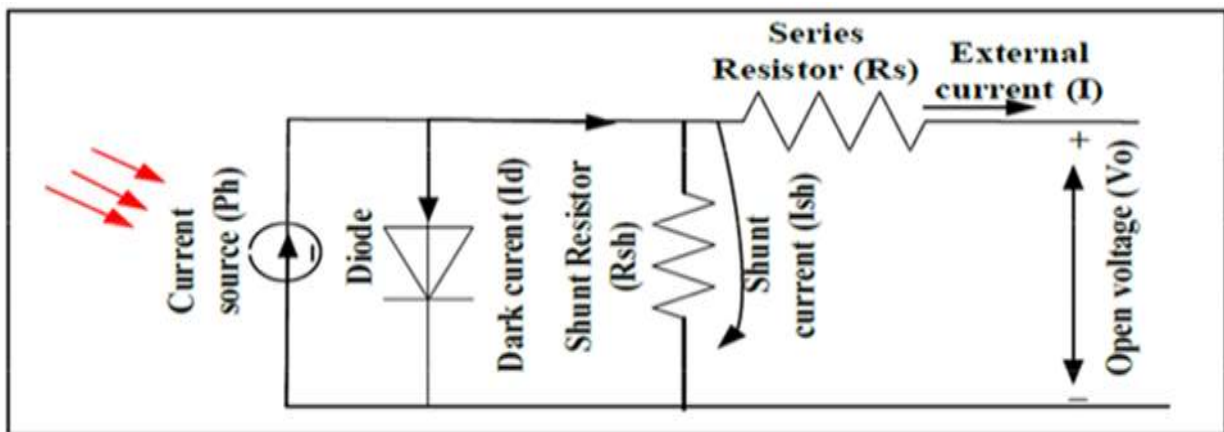 Series
Resistor (Rs)
External
current (I)
Current
source (Ph)
Diode
Dark curent (Id)
Shunt Resistor
(Rsh)
Shunt
current (Ish)
+
Open voltage (Vo)
−